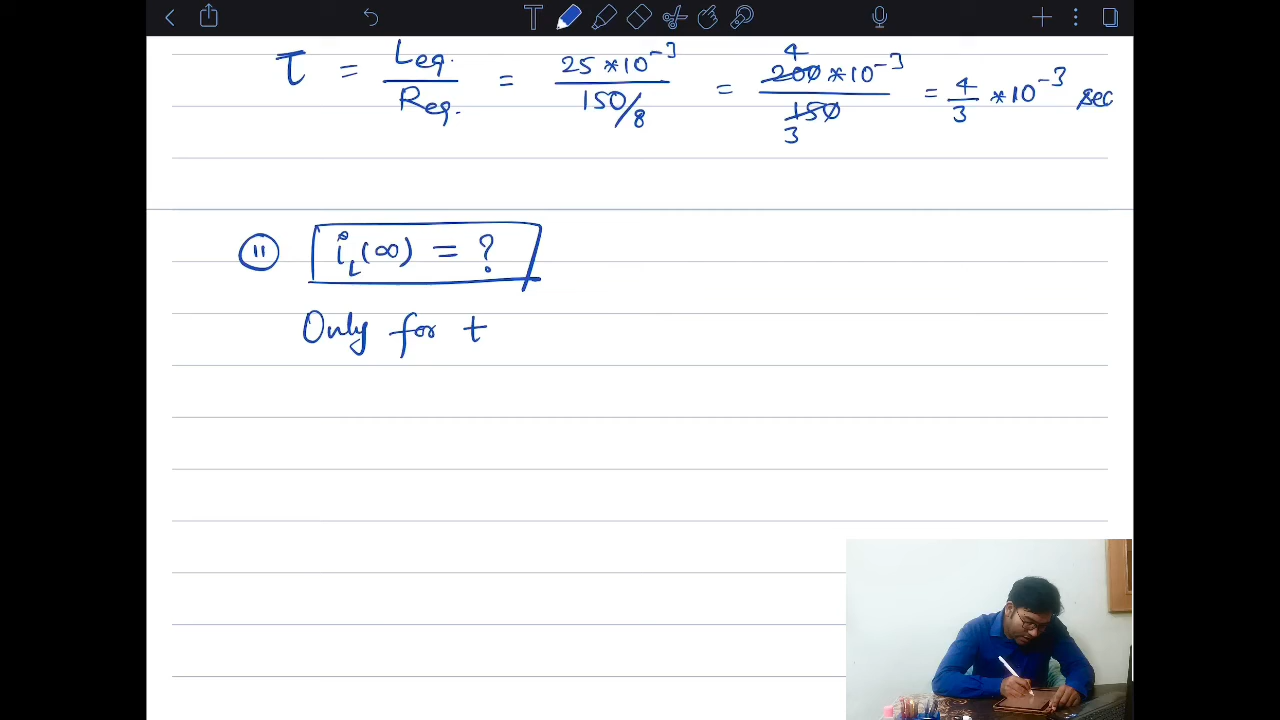 τ = Leq. / Req. = 25 * 10^-3 / 150/8 = 4 200 * 10^-3 / 150 3 = 4/3 * 10^-3 sec
(11) i_L(∞) = ?
Only for t